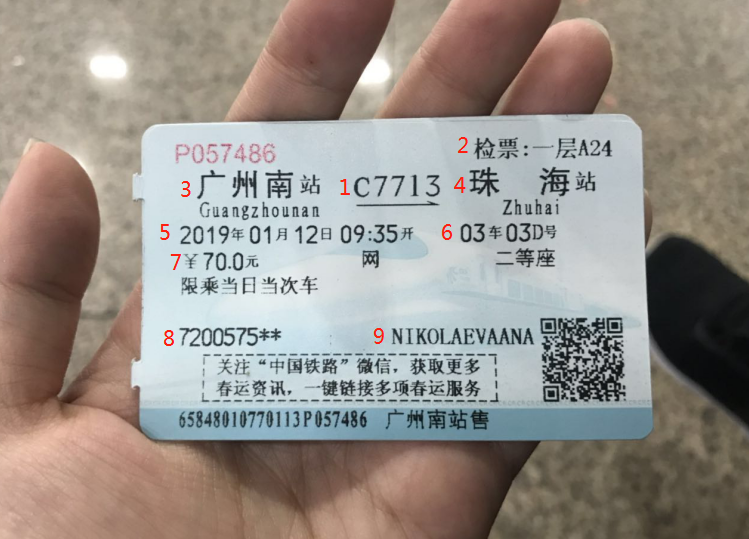 P057486 2 检票:一层A24
3 广州南站 1 C7713 4 珠海站
Guangzhounan Zhuhai
5 2019年01月12日09:35开 6 03车03D号
7 ¥70.0元 网 二等座
限乘当日当次车
8 7200575** 9 NIKOLAEVAANA
关注“中国铁路”微信，获取更多
春运资讯，一键链接多项春运服务
65848010770113P057486 广州南站售